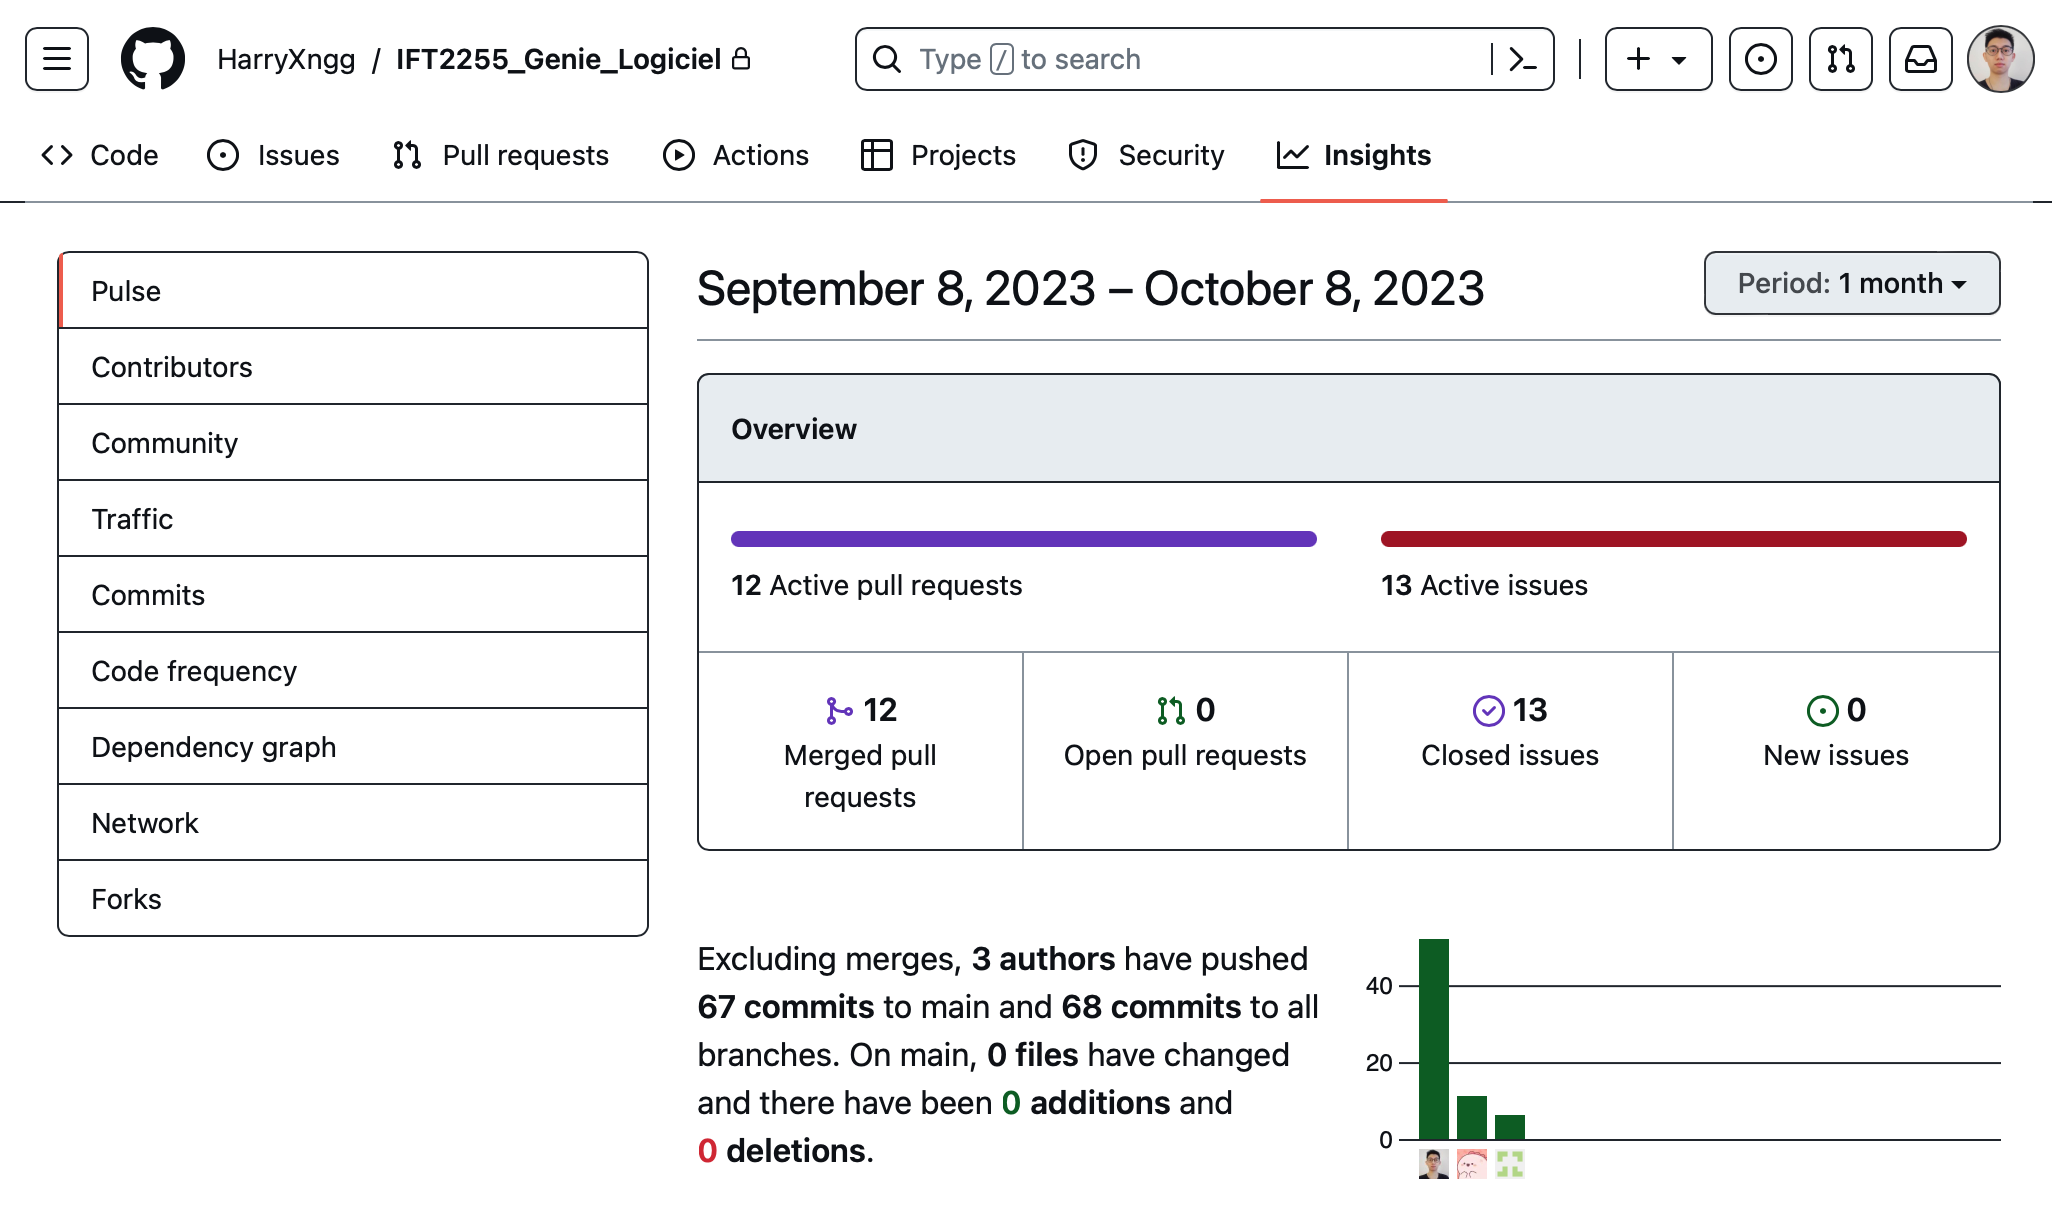 HarryXngg / IFT2255_Genie_Logiciel
Type / to search
Code
Issues
Pull requests
Actions
Projects
Security
Insights
Pulse
Contributors
Community
Traffic
Commits
Code frequency
Dependency graph
Network
Forks
September 8, 2023 – October 8, 2023
Period: 1 month
Overview
12 Active pull requests
13 Active issues
12
Merged pull
requests
0
Open pull requests
13
Closed issues
0
New issues
Excluding merges, 3 authors have pushed
67 commits to main and 68 commits to all
branches. On main, 0 files have changed
and there have been 0 additions and
0 deletions.
40
20
0